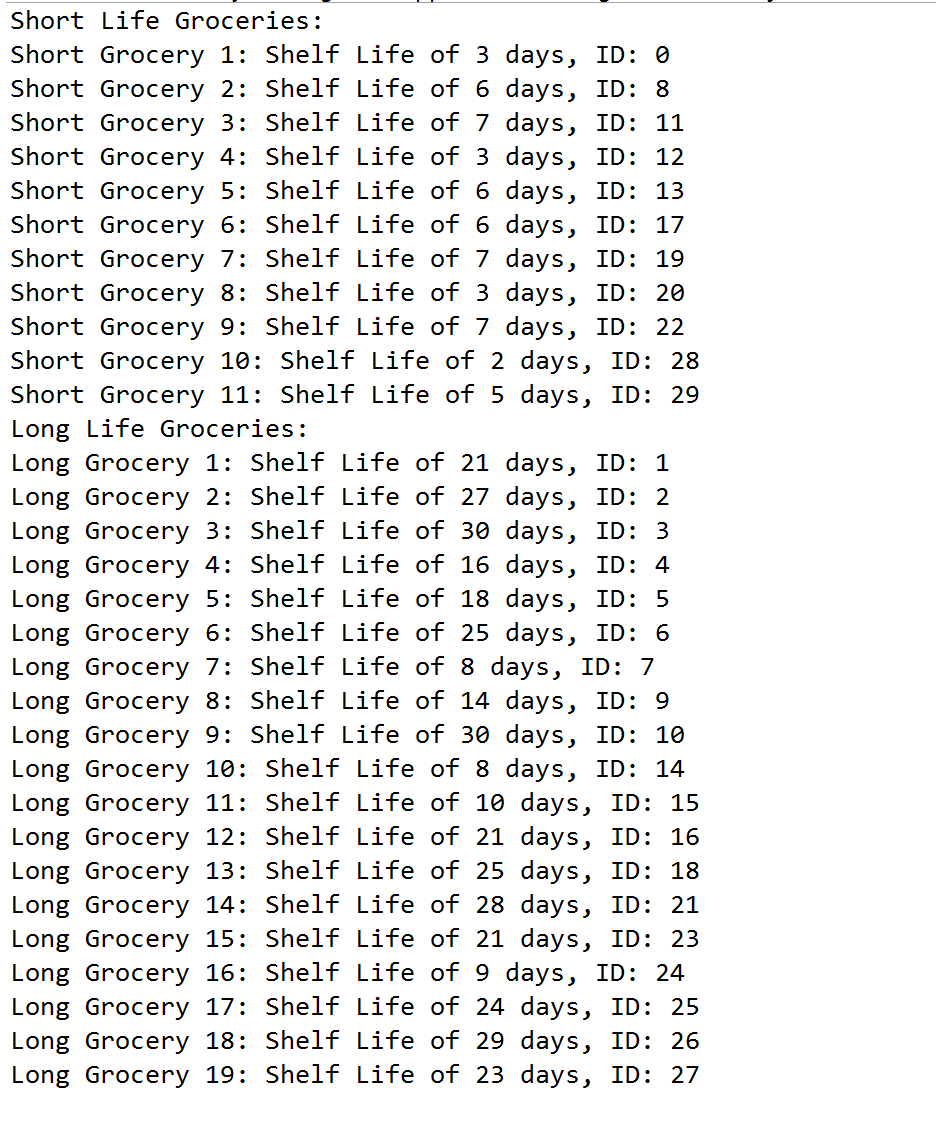 Short Life Groceries:
Short Grocery 1: Shelf Life of 3 days, ID: 0
Short Grocery 2: Shelf Life of 6 days, ID: 8
Short Grocery 3: Shelf Life of 7 days, ID: 11
Short Grocery 4: Shelf Life of 3 days, ID: 12
Short Grocery 5: Shelf Life of 6 days, ID: 13
Short Grocery 6: Shelf Life of 6 days, ID: 17
Short Grocery 7: Shelf Life of 7 days, ID: 19
Short Grocery 8: Shelf Life of 3 days, ID: 20
Short Grocery 9: Shelf Life of 7 days, ID: 22
Short Grocery 10: Shelf Life of 2 days, ID: 28
Short Grocery 11: Shelf Life of 5 days, ID: 29
Long Life Groceries:
Long Grocery 1: Shelf Life of 21 days, ID: 1
Long Grocery 2: Shelf Life of 27 days, ID: 2
Long Grocery 3: Shelf Life of 30 days, ID: 3
Long Grocery 4: Shelf Life of 16 days, ID: 4
Long Grocery 5: Shelf Life of 18 days, ID: 5
Long Grocery 6: Shelf Life of 25 days, ID: 6
Long Grocery 7: Shelf Life of 8 days, ID: 7
Long Grocery 8: Shelf Life of 14 days, ID: 9
Long Grocery 9: Shelf Life of 30 days, ID: 10
Long Grocery 10: Shelf Life of 8 days, ID: 14
Long Grocery 11: Shelf Life of 10 days, ID: 15
Long Grocery 12: Shelf Life of 21 days, ID: 16
Long Grocery 13: Shelf Life of 25 days, ID: 18
Long Grocery 14: Shelf Life of 28 days, ID: 21
Long Grocery 15: Shelf Life of 21 days, ID: 23
Long Grocery 16: Shelf Life of 9 days, ID: 24
Long Grocery 17: Shelf Life of 24 days, ID: 25
Long Grocery 18: Shelf Life of 29 days, ID: 26
Long Grocery 19: Shelf Life of 23 days, ID: 27